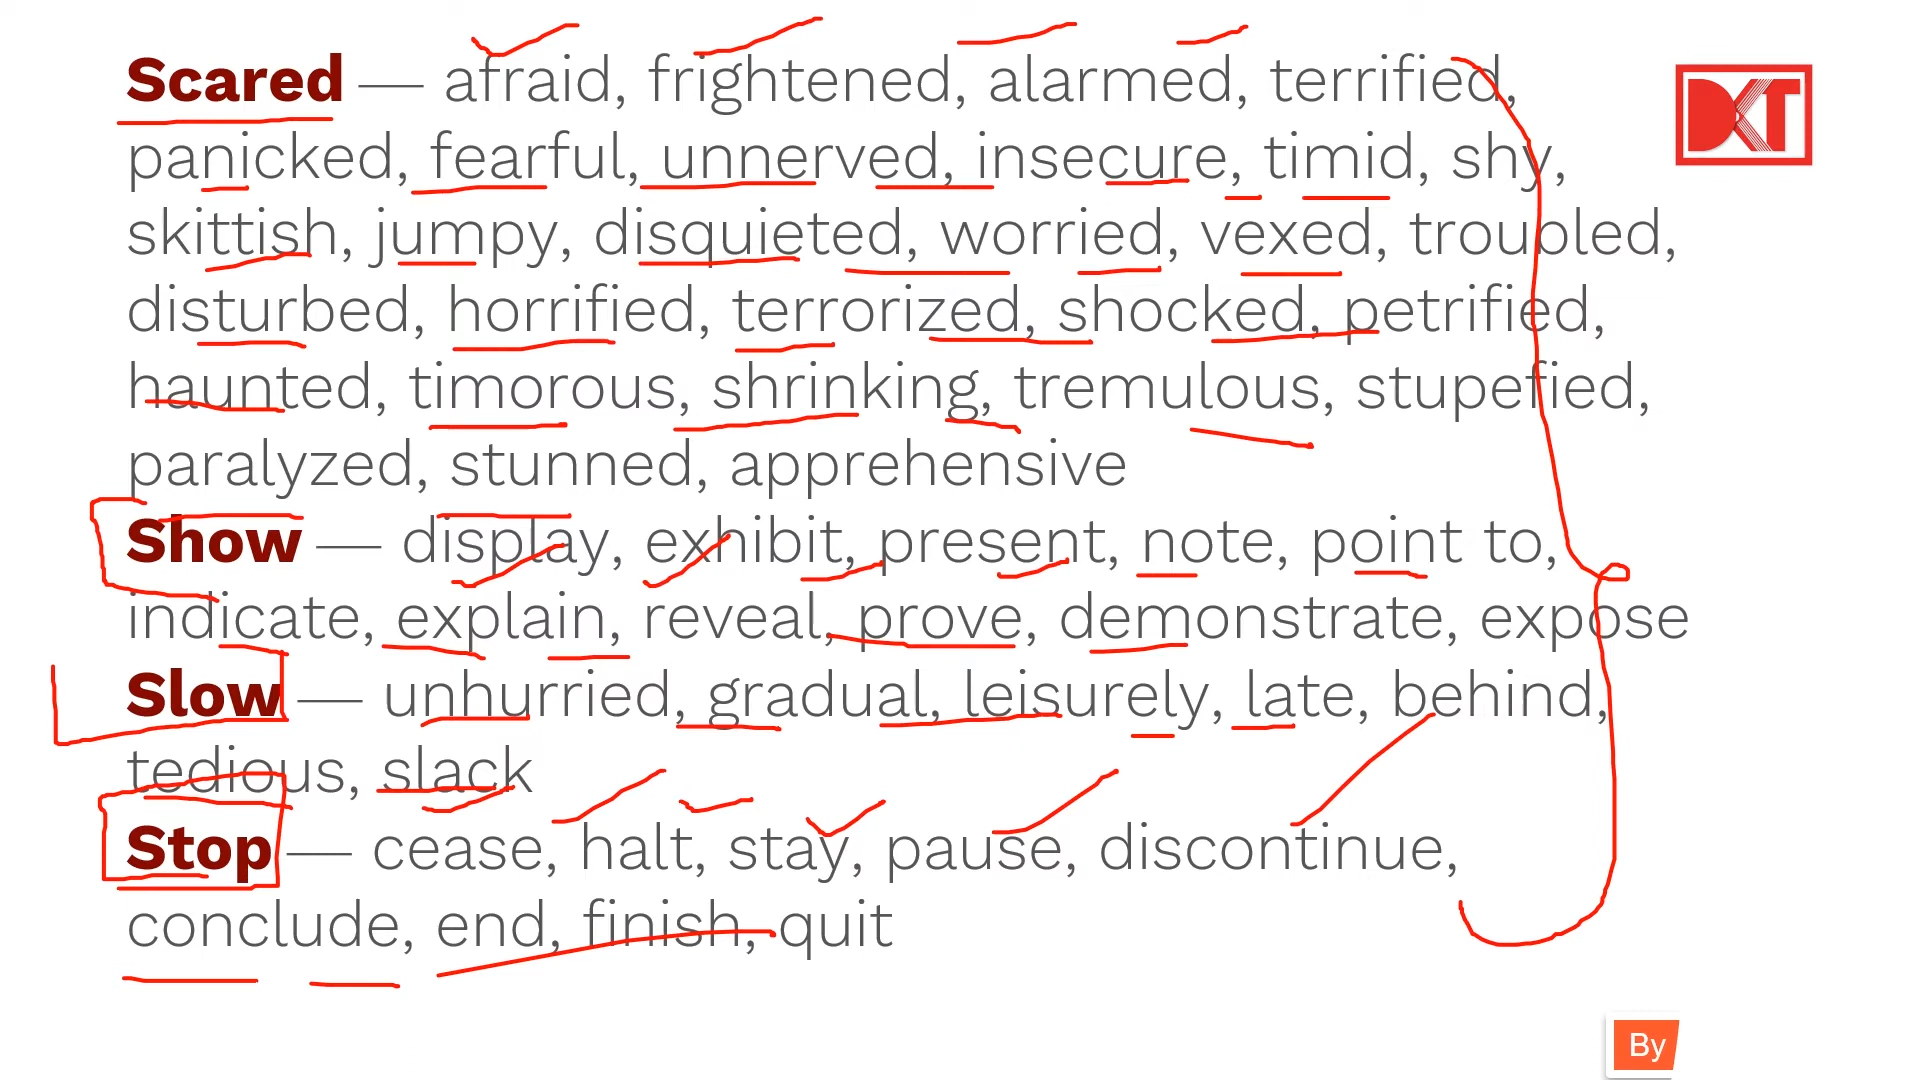 Scared — afraid, frightened, alarmed, terrified,
panicked, fearful, unnerved, insecure, timid, shy,
skittish, jumpy, disquieted, worried, vexed, troubled,
disturbed, horrified, terrorized, shocked, petrified,
haunted, timorous, shrinking, tremulous, stupefied,
paralyzed, stunned, apprehensive
Show — display, exhibit, present, note, point to,
indicate, explain, reveal, prove, demonstrate, expose
Slow — unhurried, gradual, leisurely, late, behind,
tedious, slack
Stop — cease, halt, stay, pause, discontinue,
conclude, end, finish, quit
DKT
By